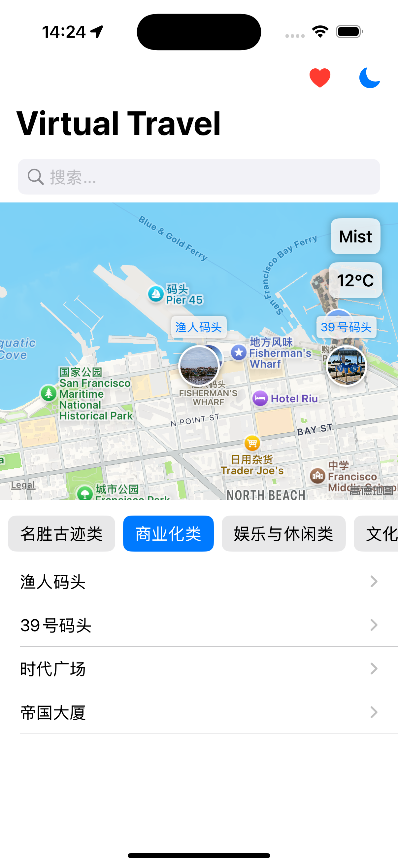 14:24
Virtual Travel
搜索...
Blue & Gold Ferry
San Francisco Bay Ferry
Mist
12°C
码头
Pier 45
渔人码头
39号码头
地方风味
Fisherman's
Wharf
FISHERMAN'S
WHARF
国家公园
San Francisco
Maritime
National
Historical Park
Hotel Riu
N POINT ST
BAY ST
日用杂货
Trader Joe's
中学
Francisco
城市公园
NORTH BEACH
Legal
高德地图
名胜古迹类
商业化类
娱乐与休闲类
文化
渔人码头
39号码头
时代广场
帝国大厦